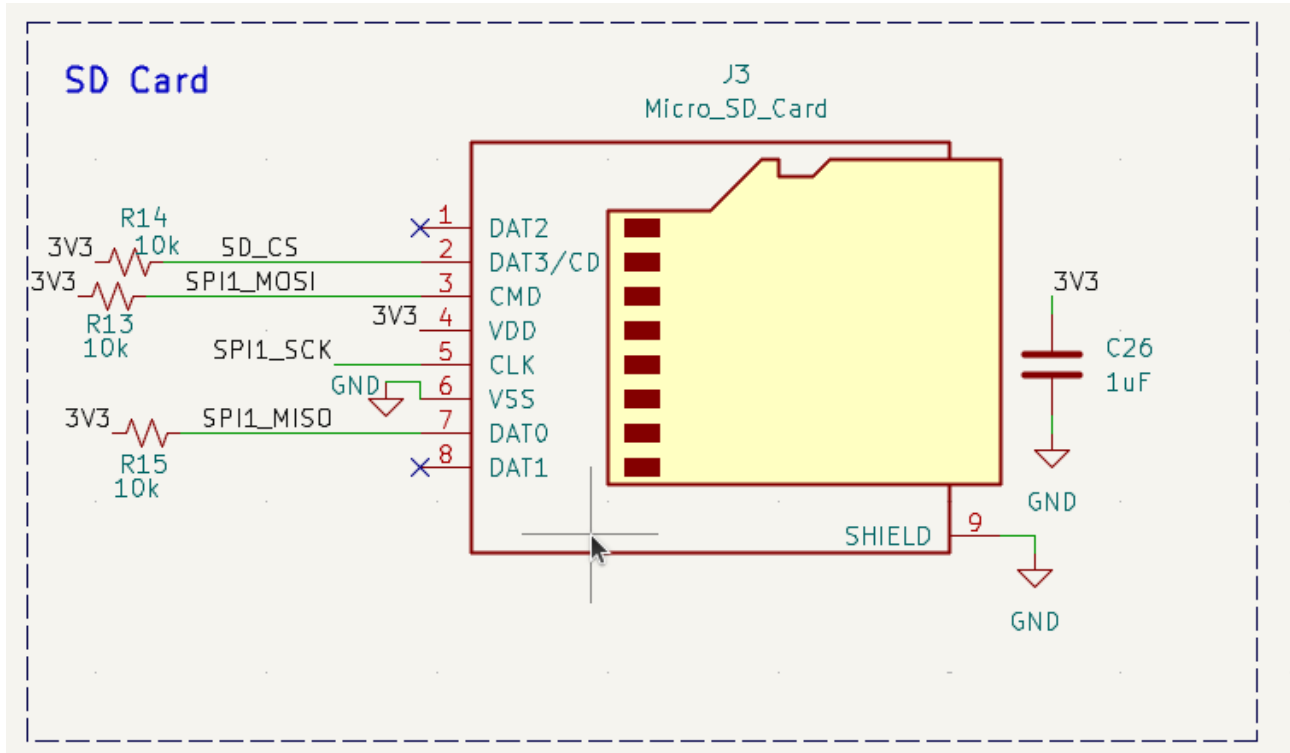 SD Card
J3
Micro_SD_Card
R14
10k
3V3
SD_CS
1
DAT2
2
DAT3/CD
3V3
SPI1_MOSI
3
CMD
R13
10k
3V3
4
VDD
SPI1_SCK
5
CLK
GND
6
VSS
3V3
SPI1_MISO
7
DAT0
R15
10k
8
DAT1
3V3
C26
1uF
GND
SHIELD
9
GND